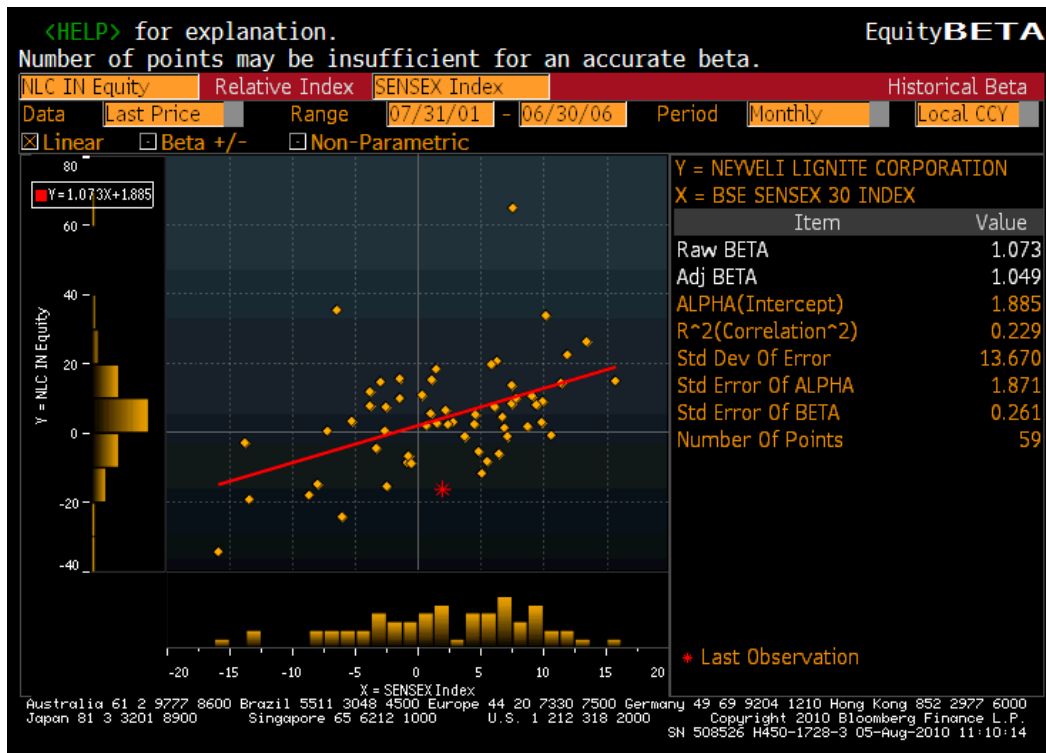 <HELP> for explanation. EquityBETA
Number of points may be insufficient for an accurate beta.
NLC IN Equity Relative Index SENSEX Index Historical Beta
Data Last Price Range 07/31/01 - 06/30/06 Period Monthly Local CCY
Linear Beta +/- Non-Parametric
Y = NEYVELI LIGNITE CORPORATION
X = BSE SENSEX 30 INDEX
Item Value
Raw BETA 1.073
Adj BETA 1.049
ALPHA(Intercept) 1.885
R^2(Correlation^2) 0.229
Std Dev Of Error 13.670
Std Error Of ALPHA 1.871
Std Error Of BETA 0.261
Number Of Points 59
* Last Observation
80
Y = 1.073X+1.885
60
40
20
0
-20
-40
Y = NLC IN Equity
-20 -15 -10 -5 0 5 10 15 20
X = SENSEX Index
Australia 61 2 9777 8600 Brazil 5511 3048 4500 Europe 44 20 7330 7500 Germany 49 69 9204 1210 Hong Kong 852 2977 6000
Japan 81 3 3201 8900 Singapore 65 6212 1000 U.S. 1 212 318 2000 Copyright 2010 Bloomberg Finance L.P.
SN 508526 H450-1728-3 05-Aug-2010 11:10:14